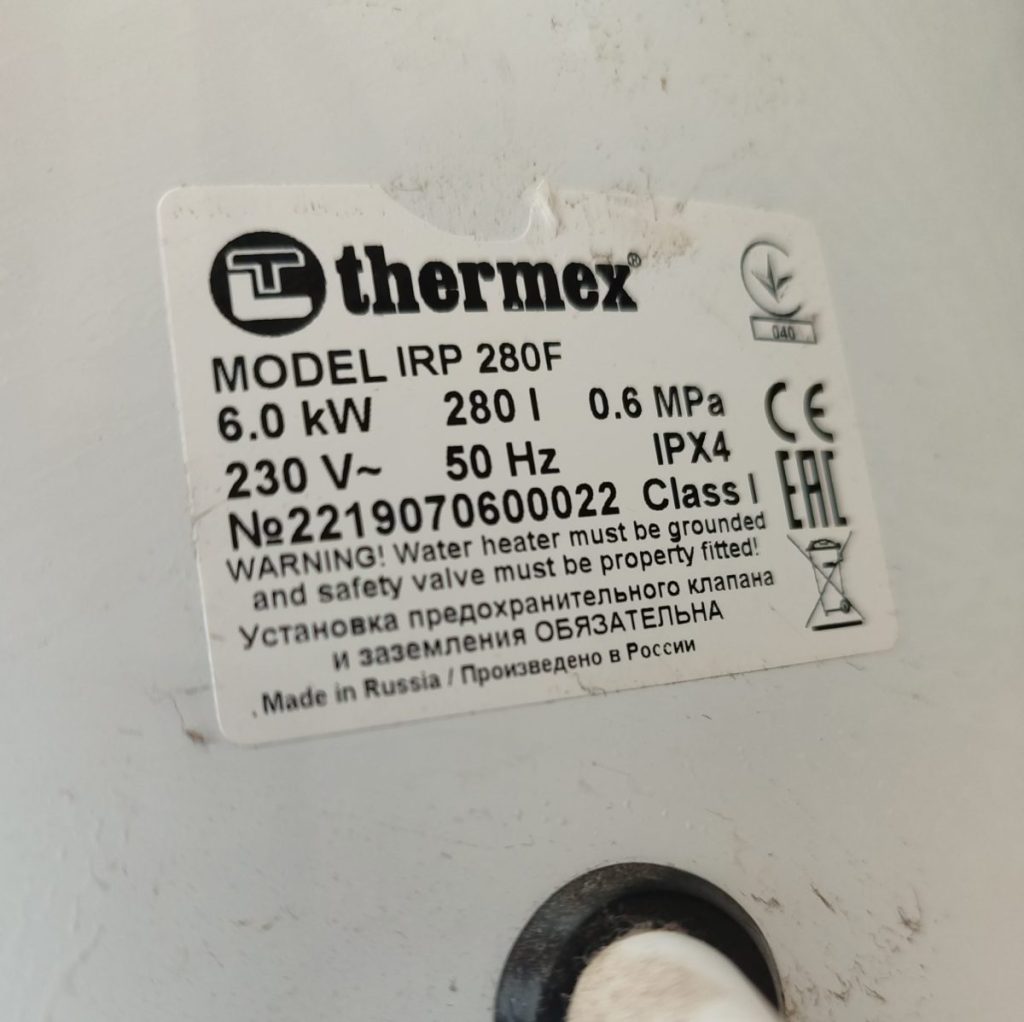 thermex®
MODEL IRP 280F
6.0 kW 280 l 0.6 MPa
230 V~ 50 Hz IPX4
№2219070600022 Class I
WARNING! Water heater must be grounded
and safety valve must be property fitted!
Установка предохранительного клапана
и заземления ОБЯЗАТЕЛЬНА
Made in Russia / Произведено в России
040
CE
EAC